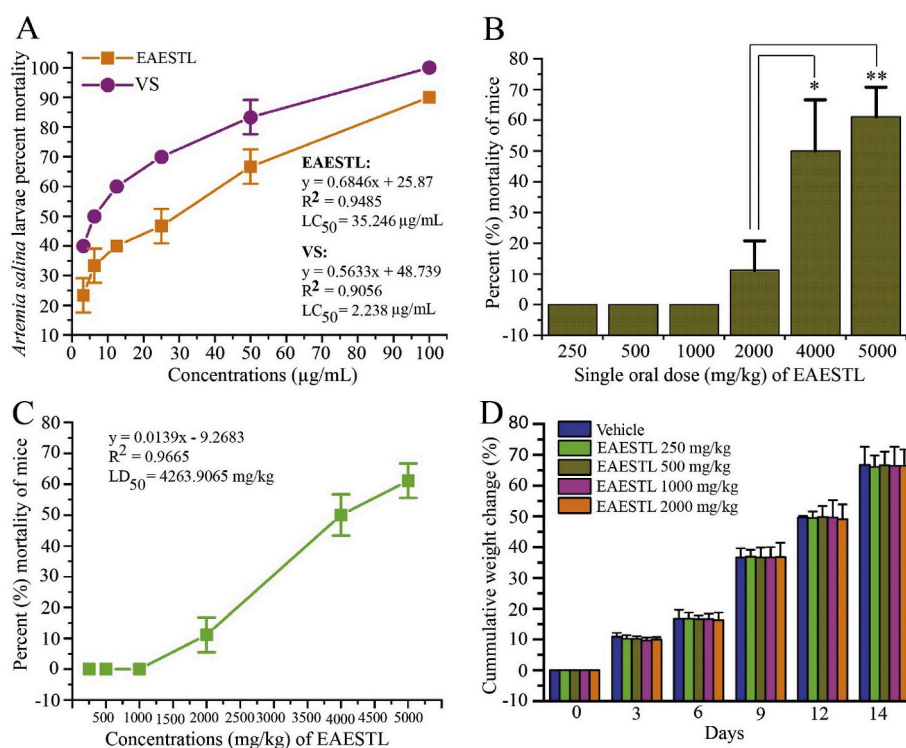 A
EAESTL
VS
Artemia salina larvae percent mortality
100
90
80
70
60
50
40
30
20
10
EAESTL:
y = 0.6846x + 25.87
R² = 0.9485
LC₅₀ = 35.246 µg/mL
VS:
y = 0.5633x + 48.739
R² = 0.9056
LC₅₀ = 2.238 µg/mL
0 10 20 30 40 50 60 70 80 90 100
Concentrations (µg/mL)
B
Percent (%) mortality of mice
80
70
60
50
40
30
20
10
0
-10
*
**
250 500 1000 2000 4000 5000
Single oral dose (mg/kg) of EAESTL
C
Percent (%) mortality of mice
80
70
60
50
40
30
20
10
0
-10
y = 0.0139x - 9.2683
R² = 0.9665
LD₅₀ = 4263.9065 mg/kg
500 1000 1500 2000 2500 3000 3500 4000 4500 5000
Concentrations (mg/kg) of EAESTL
D
Cummulative weight change (%)
80
70
60
50
40
30
20
10
0
-10
Vehicle
EAESTL 250 mg/kg
EAESTL 500 mg/kg
EAESTL 1000 mg/kg
EAESTL 2000 mg/kg
0 3 6 9 12 14
Days